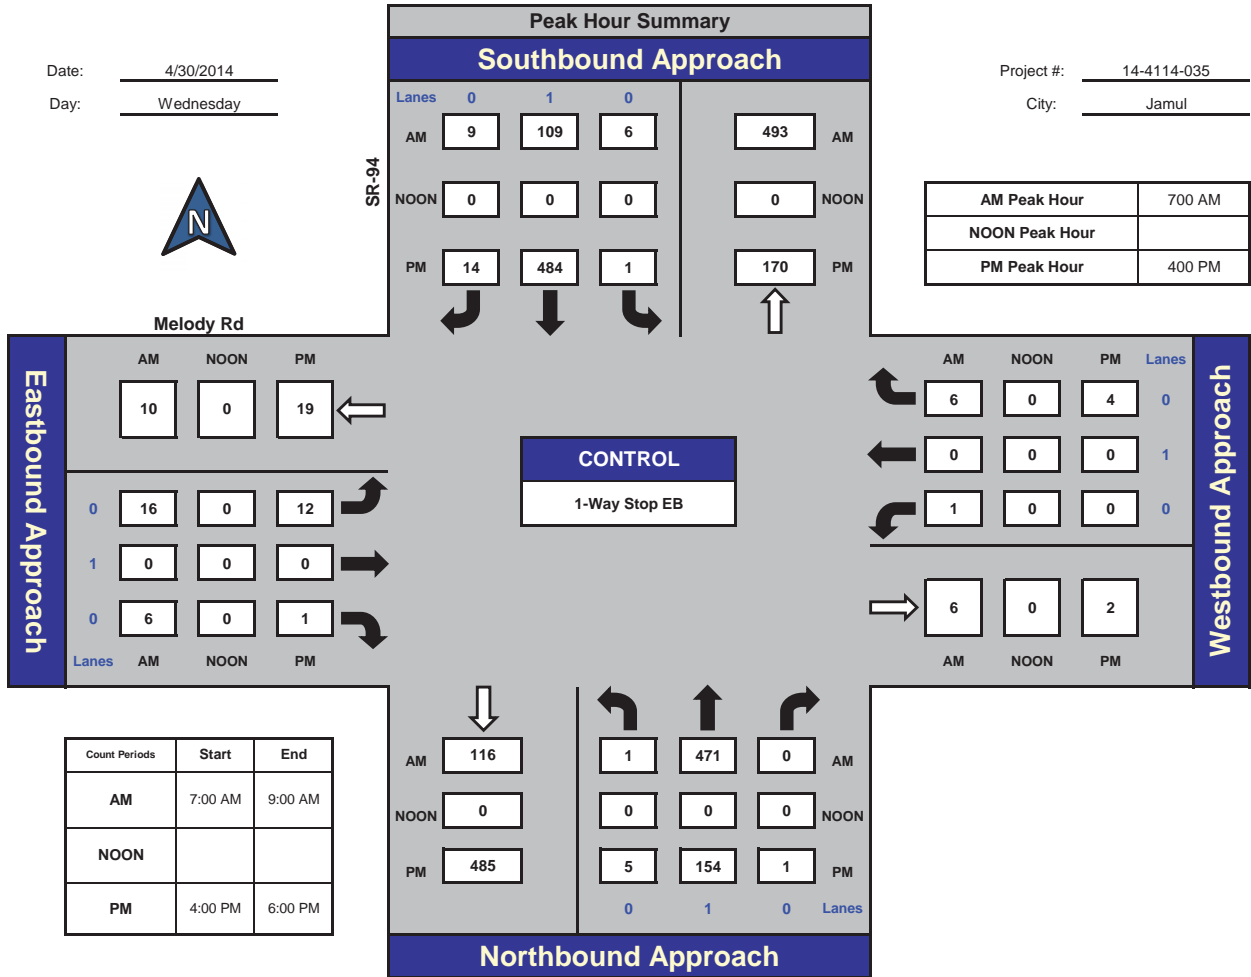 Peak Hour Summary
Southbound Approach
Date: 4/30/2014
Day: Wednesday
Project #: 14-4114-035
City: Jamul
Lanes 0 1 0
AM 9 109 6 493 AM
NOON 0 0 0 0 NOON
PM 14 484 1 170 PM
SR-94
N
AM Peak Hour 700 AM
NOON Peak Hour
PM Peak Hour 400 PM
Melody Rd
Eastbound Approach
AM NOON PM
10 0 19
0 16 0 12
1 0 0 0
0 6 0 1
Lanes AM NOON PM
CONTROL
1-Way Stop EB
AM NOON PM Lanes
6 0 4 0
0 0 0 1
1 0 0 0
6 0 2
AM NOON PM
Westbound Approach
Count Periods Start End
AM 7:00 AM 9:00 AM
NOON
PM 4:00 PM 6:00 PM
AM 116 1 471 0 AM
NOON 0 0 0 0 NOON
PM 485 5 154 1 PM
0 1 0 Lanes
Northbound Approach